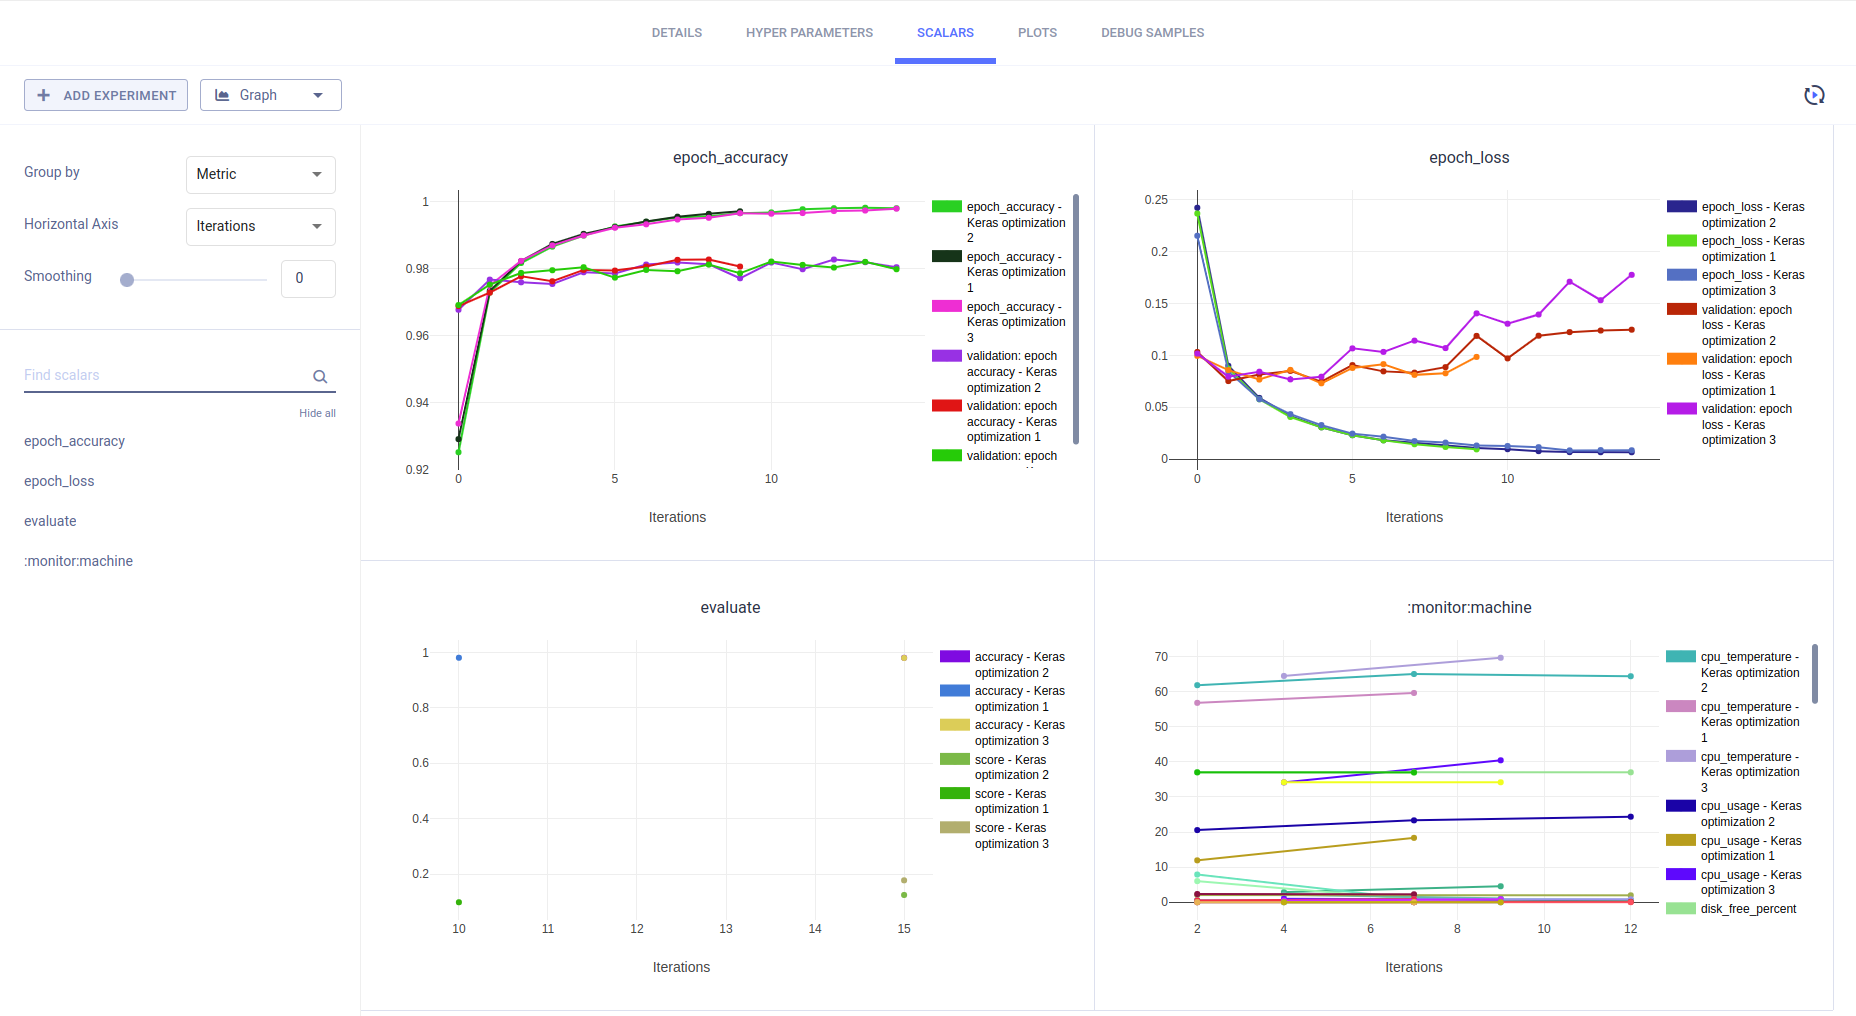 DETAILS
HYPER PARAMETERS
SCALARS
PLOTS
DEBUG SAMPLES
ADD EXPERIMENT
Graph
Group by
Metric
Horizontal Axis
Iterations
Smoothing
0
Find scalars
Hide all
epoch_accuracy
epoch_loss
evaluate
:monitor:machine
epoch_accuracy
1
0.98
0.96
0.94
0.92
0
5
10
Iterations
epoch_accuracy -
Keras optimization
2
epoch_accuracy -
Keras optimization
1
epoch_accuracy -
Keras optimization
3
validation: epoch
accuracy - Keras
optimization 2
validation: epoch
accuracy - Keras
optimization 1
validation: epoch
epoch_loss
0.25
0.2
0.15
0.1
0.05
0
0
5
10
Iterations
epoch_loss - Keras
optimization 2
epoch_loss - Keras
optimization 1
epoch_loss - Keras
optimization 3
validation: epoch
loss - Keras
optimization 2
validation: epoch
loss - Keras
optimization 1
validation: epoch
loss - Keras
optimization 3
evaluate
1
0.8
0.6
0.4
0.2
10
11
12
13
14
15
Iterations
accuracy - Keras
optimization 2
accuracy - Keras
optimization 1
accuracy - Keras
optimization 3
score - Keras
optimization 2
score - Keras
optimization 1
score - Keras
optimization 3
:monitor:machine
70
60
50
40
30
20
10
0
2
4
6
8
10
12
Iterations
cpu_temperature -
Keras optimization
2
cpu_temperature -
Keras optimization
1
cpu_temperature -
Keras optimization
3
cpu_usage - Keras
optimization 2
cpu_usage - Keras
optimization 1
cpu_usage - Keras
optimization 3
disk_free_percent